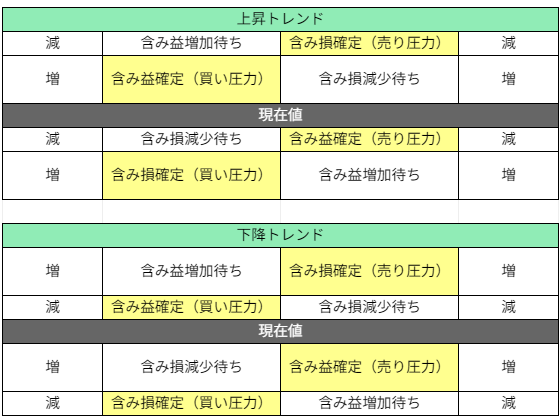 上昇トレンド
減 含み益増加待ち 含み損確定（売り圧力） 減
増 含み益確定（買い圧力） 含み損減少待ち 増
現在値
減 含み損減少待ち 含み益確定（売り圧力） 減
増 含み損確定（買い圧力） 含み益増加待ち 増
下降トレンド
増 含み益増加待ち 含み損確定（売り圧力） 増
減 含み益確定（買い圧力） 含み損減少待ち 減
現在値
増 含み損減少待ち 含み益確定（売り圧力） 増
減 含み損確定（買い圧力） 含み益増加待ち 減